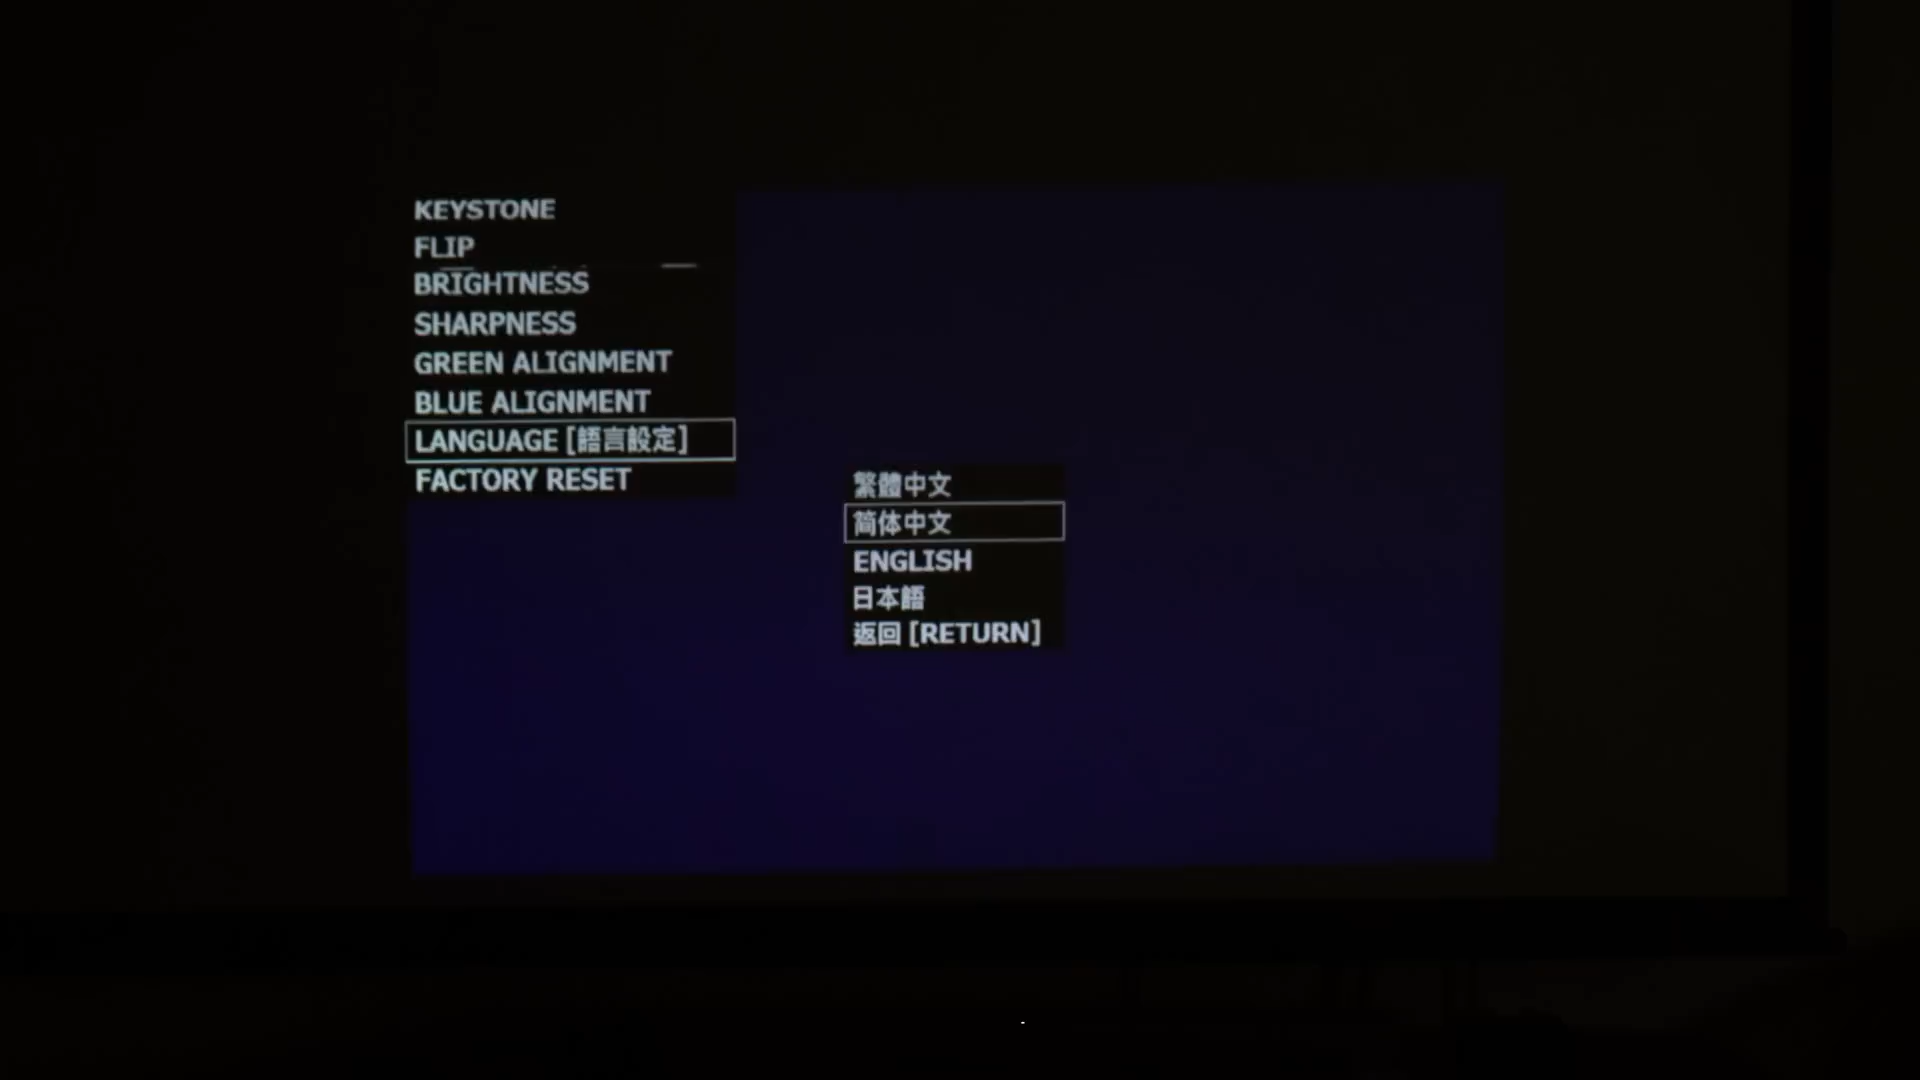 KEYSTONE
FLIP
BRIGHTNESS
SHARPNESS
GREEN ALIGNMENT
BLUE ALIGNMENT
LANGUAGE [語言設定]
FACTORY RESET
繁體中文
简体中文
ENGLISH
日本語
返回 [RETURN]